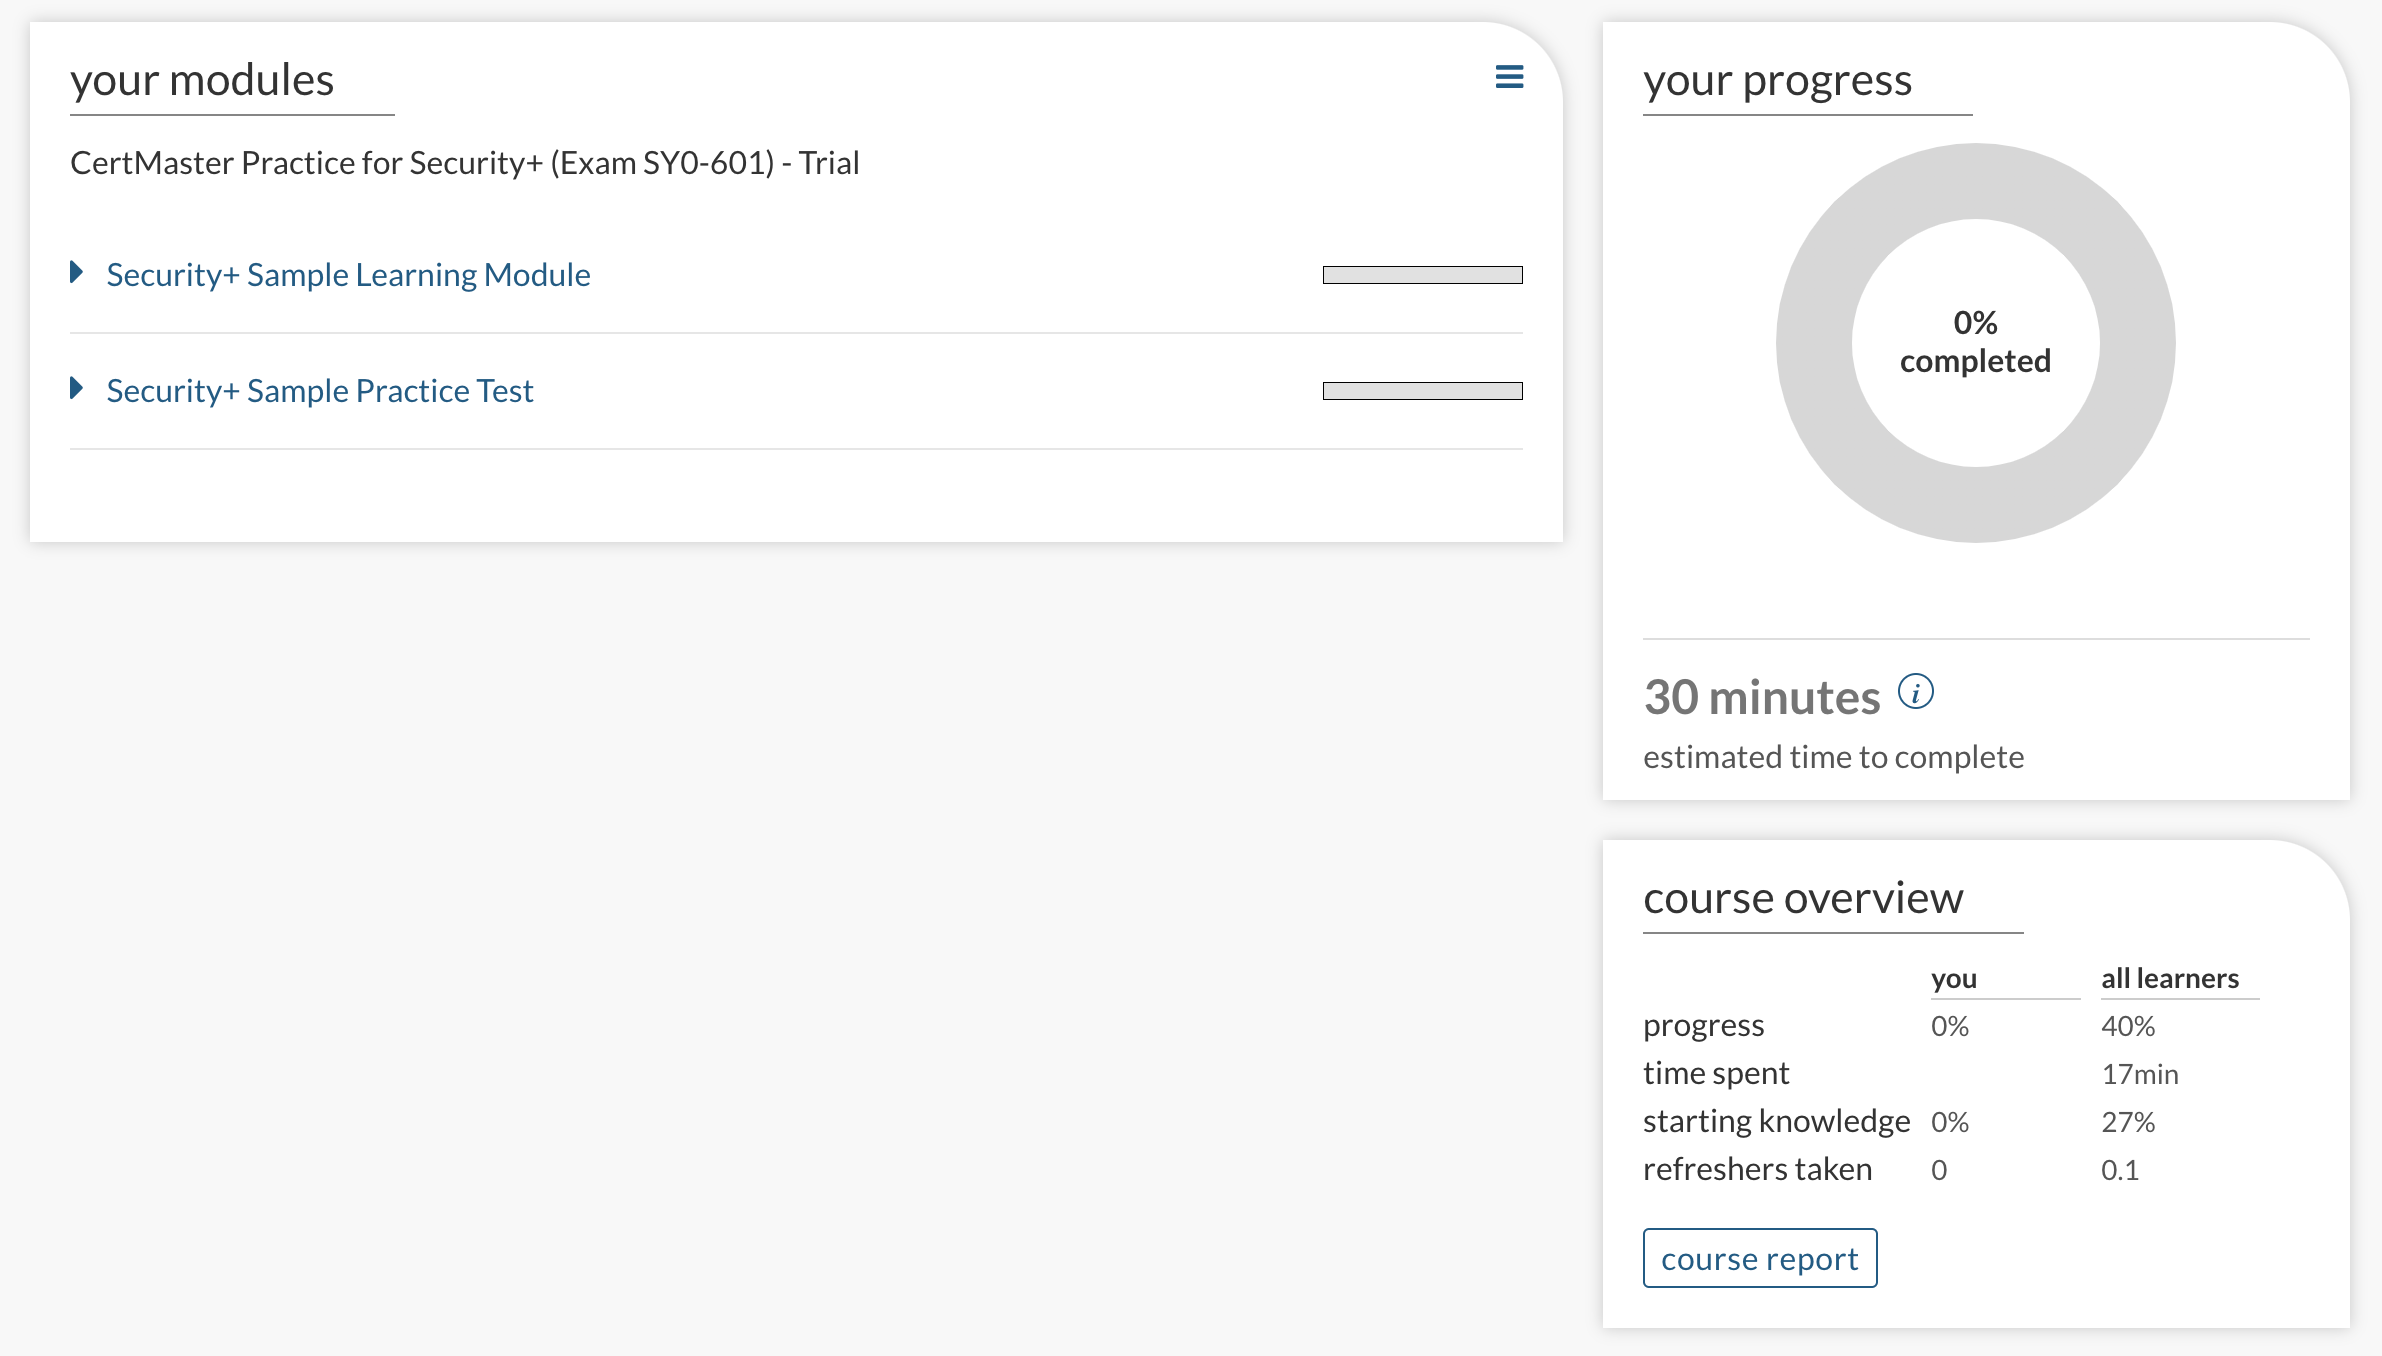 your modules
CertMaster Practice for Security+ (Exam SY0-601) - Trial
Security+ Sample Learning Module
Security+ Sample Practice Test
your progress
0%
completed
30 minutes i
estimated time to complete
course overview
you all learners
progress 0% 40%
time spent 17min
starting knowledge 0% 27%
refreshers taken 0 0.1
course report